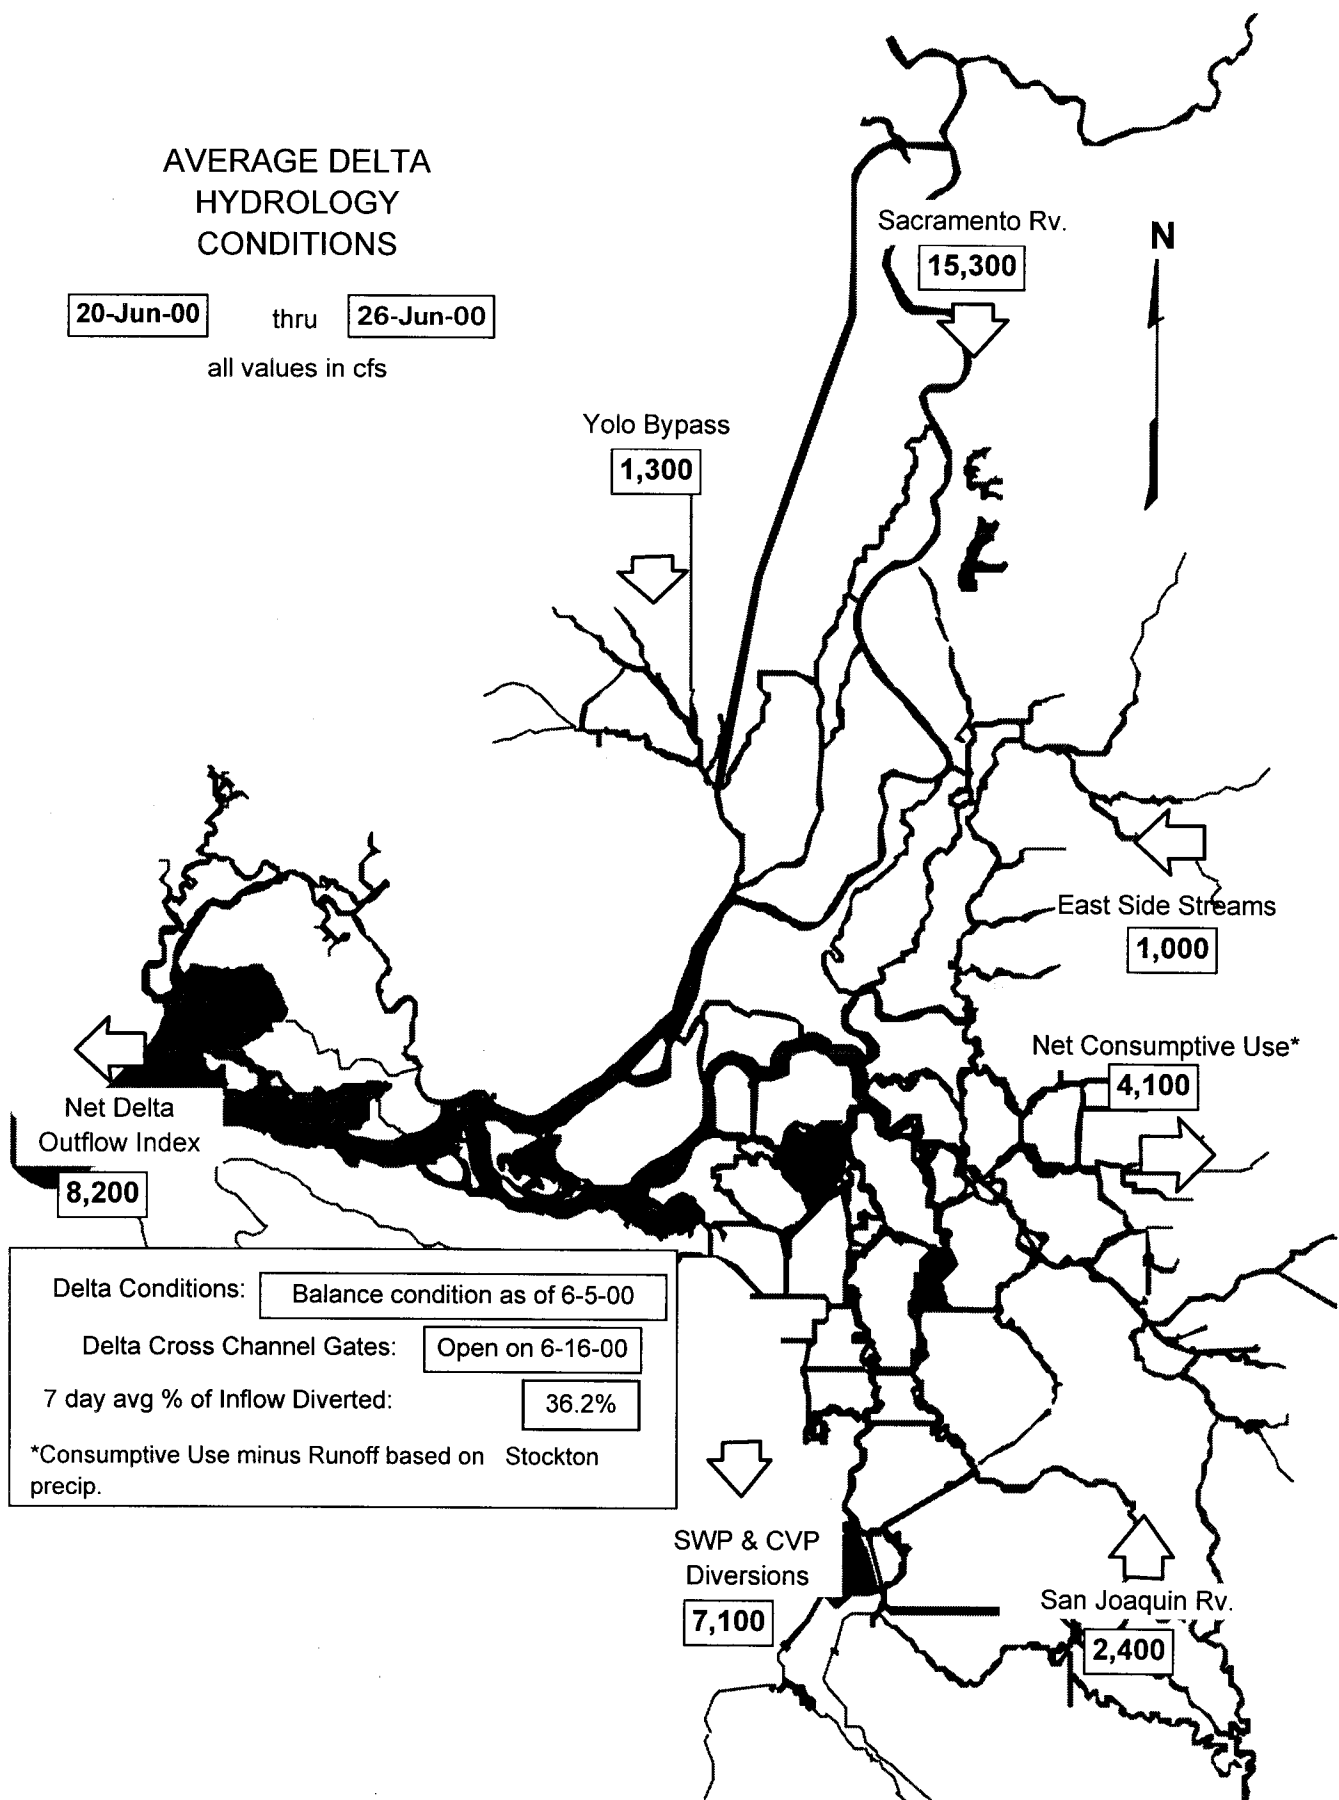 AVERAGE DELTA
HYDROLOGY
CONDITIONS
20-Jun-00 thru 26-Jun-00
all values in cfs
Sacramento Rv.
15,300
N
Yolo Bypass
1,300
East Side Streams
1,000
Net Consumptive Use*
4,100
Net Delta
Outflow Index
8,200
Delta Conditions: Balance condition as of 6-5-00
Delta Cross Channel Gates: Open on 6-16-00
7 day avg % of Inflow Diverted: 36.2%
*Consumptive Use minus Runoff based on Stockton
precip.
SWP & CVP
Diversions
7,100
San Joaquin Rv.
2,400